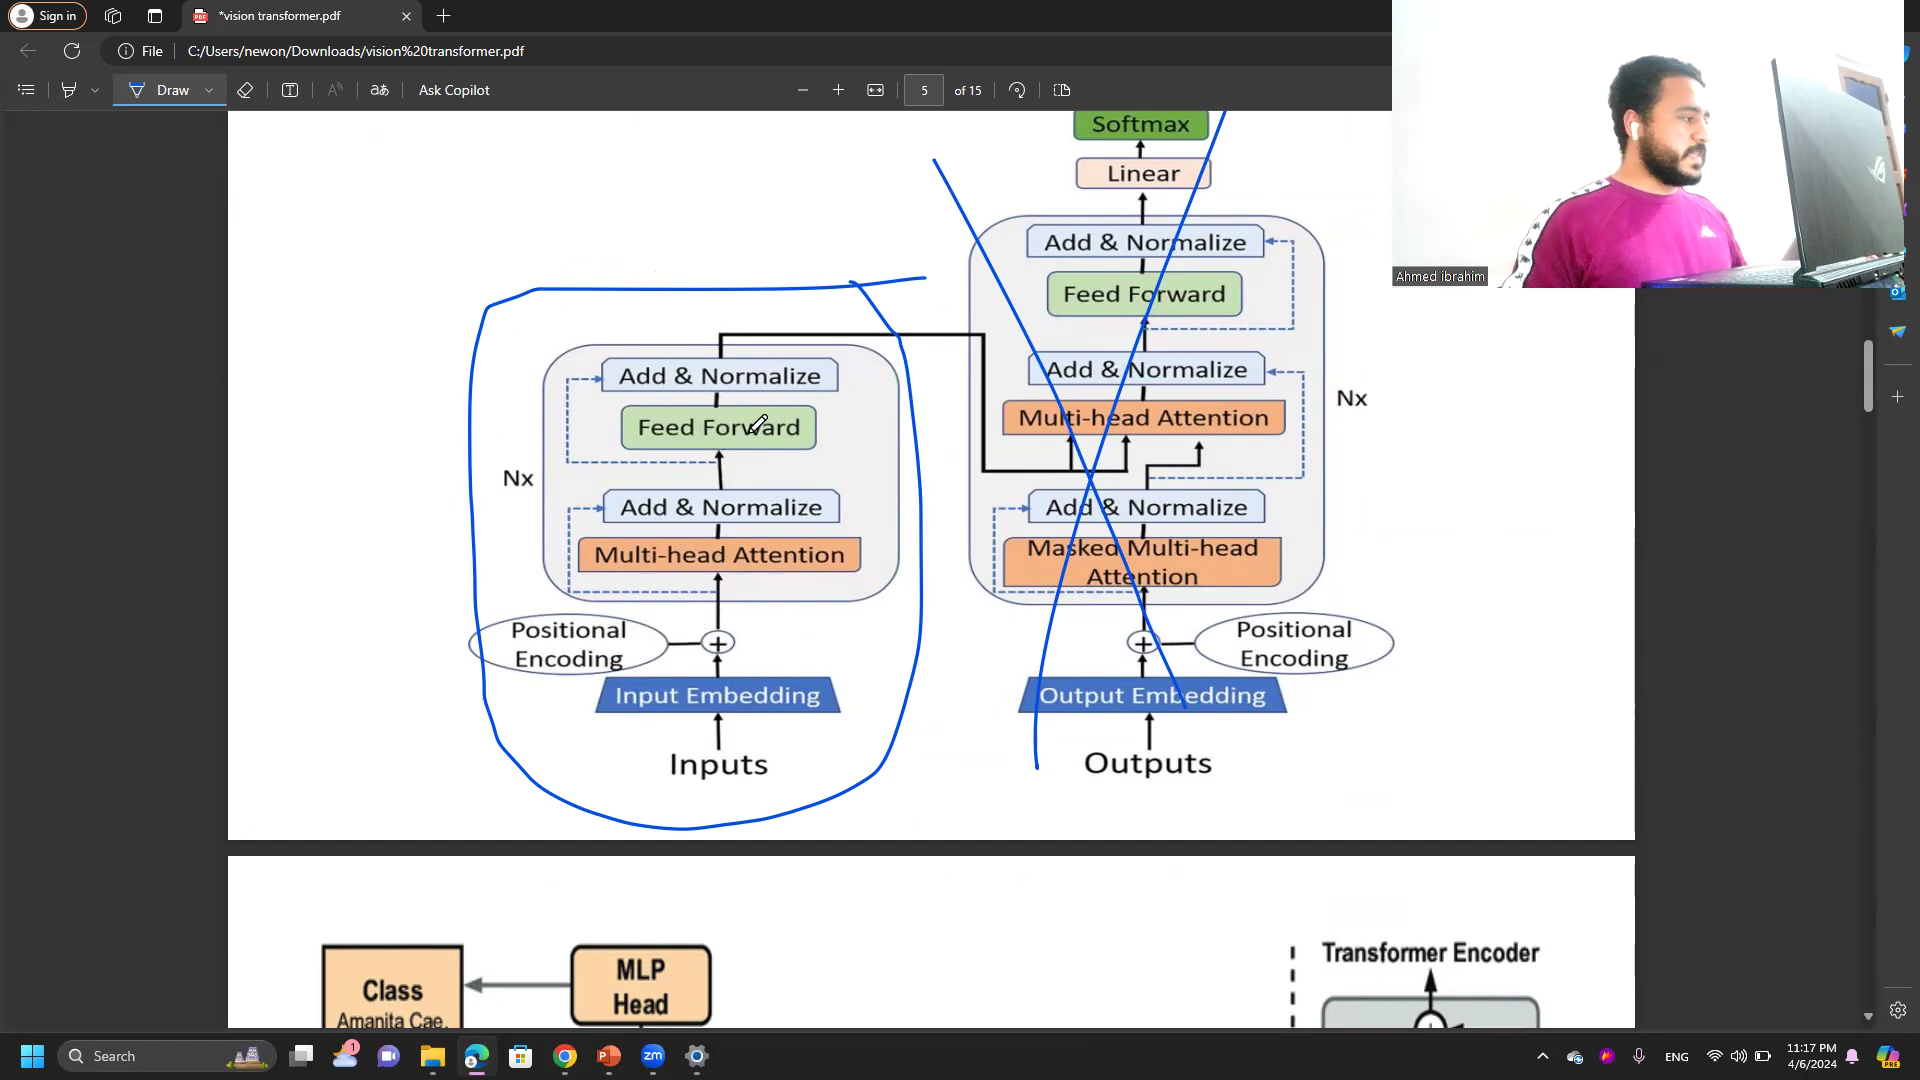 Sign in
*vision transformer.pdf
File
C:/Users/newon/Downloads/vision%20transformer.pdf
Draw
Ask Copilot
5
of 15
Ahmed ibrahim
Softmax
Linear
Add & Normalize
Feed Forward
Add & Normalize
Multi-head Attention
Nx
Add & Normalize
Masked Multi-head
Attention
Positional
Encoding
Output Embedding
Outputs
Add & Normalize
Feed Forward
Nx
Add & Normalize
Multi-head Attention
Positional
Encoding
Input Embedding
Inputs
Class
Amanita Cae.
MLP
Head
Transformer Encoder
Search
1
zm
ENG
11:17 PM
4/6/2024
PRE